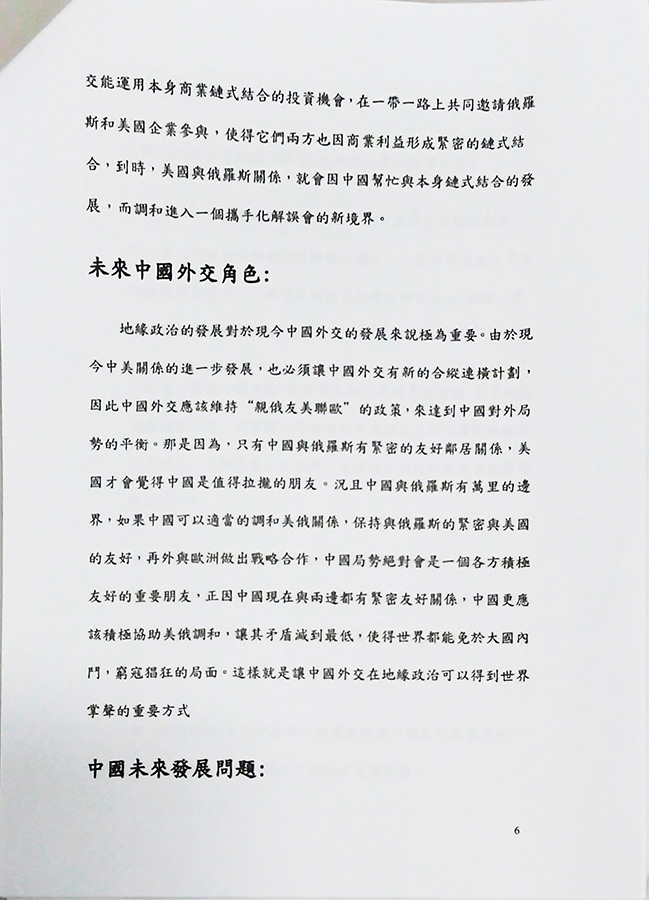 交能運用本身商業鏈式結合的投資機會，在一帶一路上共同邀請俄羅
斯和美國企業參與，使得它們兩方也因商業利益形成緊密的鏈式結
合，到時，美國與俄羅斯關係，就會因中國幫忙與本身鏈式結合的發
展，而調和進入一個攜手化解誤會的新境界。
未來中國外交角色:
地緣政治的發展對於現今中國外交的發展來說極為重要。由於現
今中美關係的進一步發展，也必須讓中國外交有新的合縱連橫計劃，
因此中國外交應該維持“親俄友美聯歐”的政策，來達到中國對外局
勢的平衡。那是因為，只有中國與俄羅斯有緊密的友好鄰居關係，美
國才會覺得中國是值得拉攏的朋友。況且中國與俄羅斯有萬里的邊
界，如果中國可以適當的調和美俄關係，保持與俄羅斯的緊密與美國
的友好，再外與歐洲做出戰略合作，中國局勢絕對會是一個各方積極
友好的重要朋友，正因中國現在與兩邊都有緊密友好關係，中國更應
該積極協助美俄調和，讓其矛盾減到最低，使得世界都能免於大國內
鬥，窮寇猖狂的局面。這樣就是讓中國外交在地緣政治可以得到世界
掌聲的重要方式
中國未來發展問題:
6